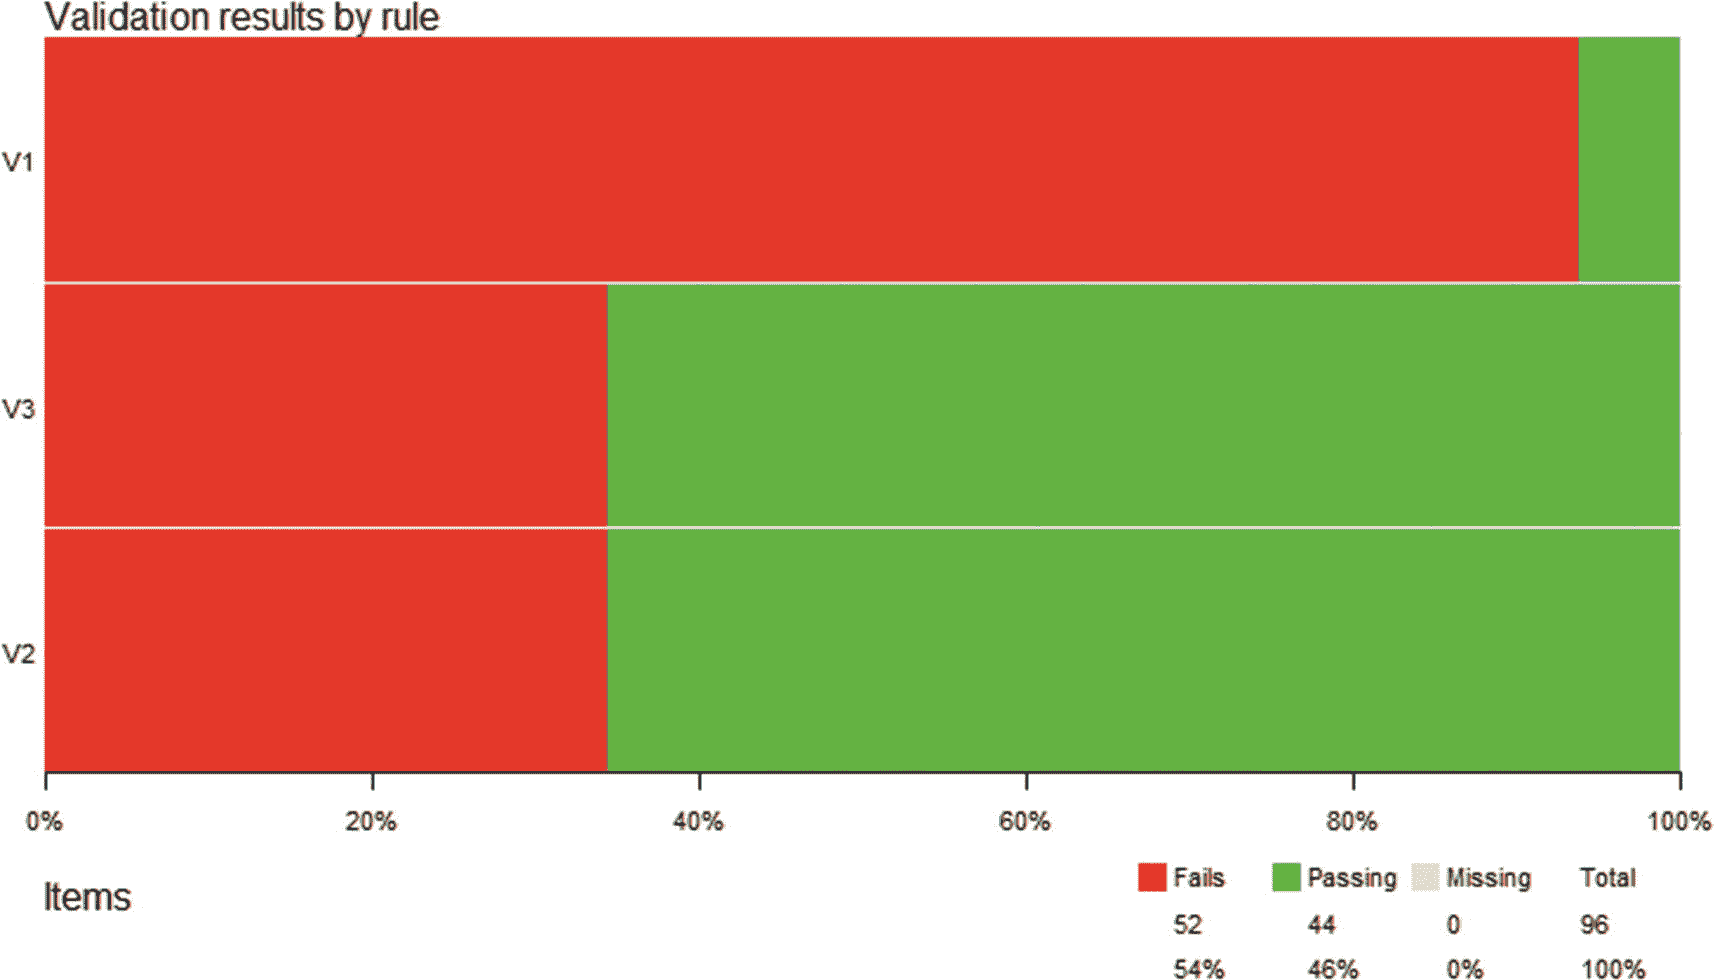 Validation results by rule
V1
V3
V2
0% 20% 40% 60% 80% 100%
Items
Fails Passing Missing Total
52 44 0 96
54% 46% 0% 100%